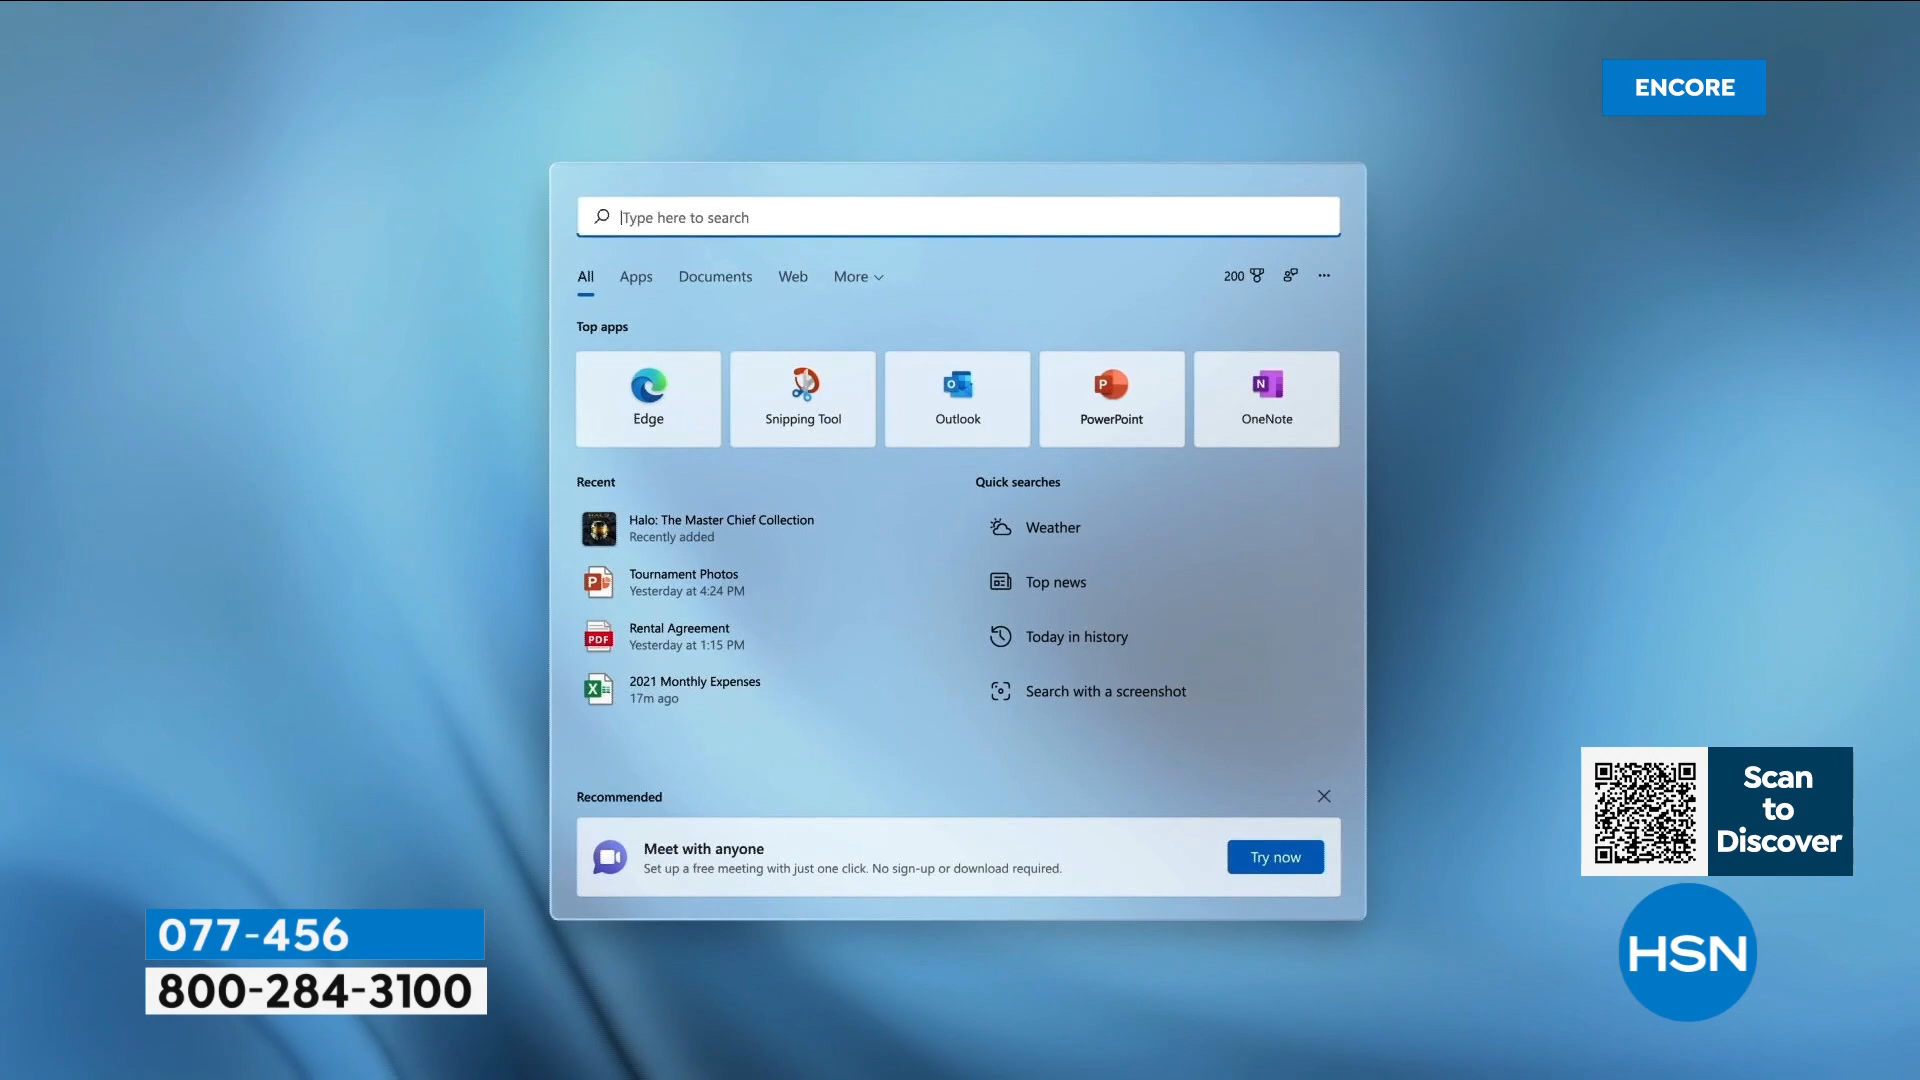 ENCORE
Type here to search
All Apps Documents Web More
200
Top apps
Edge Snipping Tool Outlook PowerPoint OneNote
Recent
Halo: The Master Chief Collection
Recently added
Tournament Photos
Yesterday at 4:24 PM
Rental Agreement
Yesterday at 1:15 PM
2021 Monthly Expenses
17m ago
Quick searches
Weather
Top news
Today in history
Search with a screenshot
Recommended
Meet with anyone
Set up a free meeting with just one click. No sign-up or download required.
Try now
Scan
to
Discover
077-456
800-284-3100
HSN